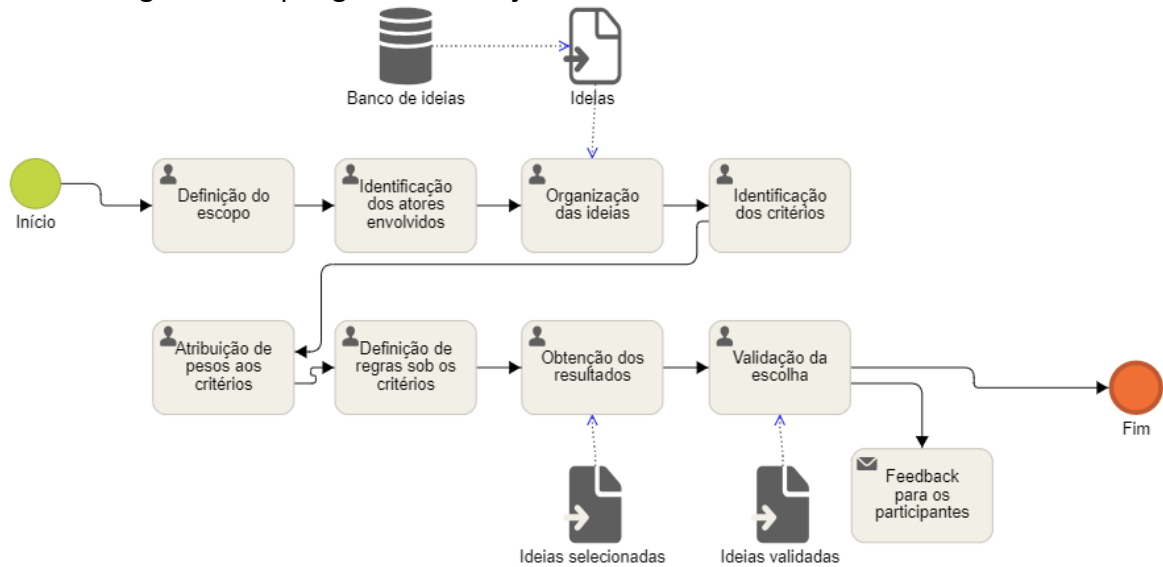 Banco de ideias
Ideias
Início
Definição do
escopo
Identificação
dos atores
envolvidos
Organização
das ideias
Identificação
dos critérios
Atribuição de
pesos aos
critérios
Definição de
regras sob os
critérios
Obtenção dos
resultados
Validação da
escolha
Fim
Feedback
para os
participantes
Ideias selecionadas
Ideias validadas